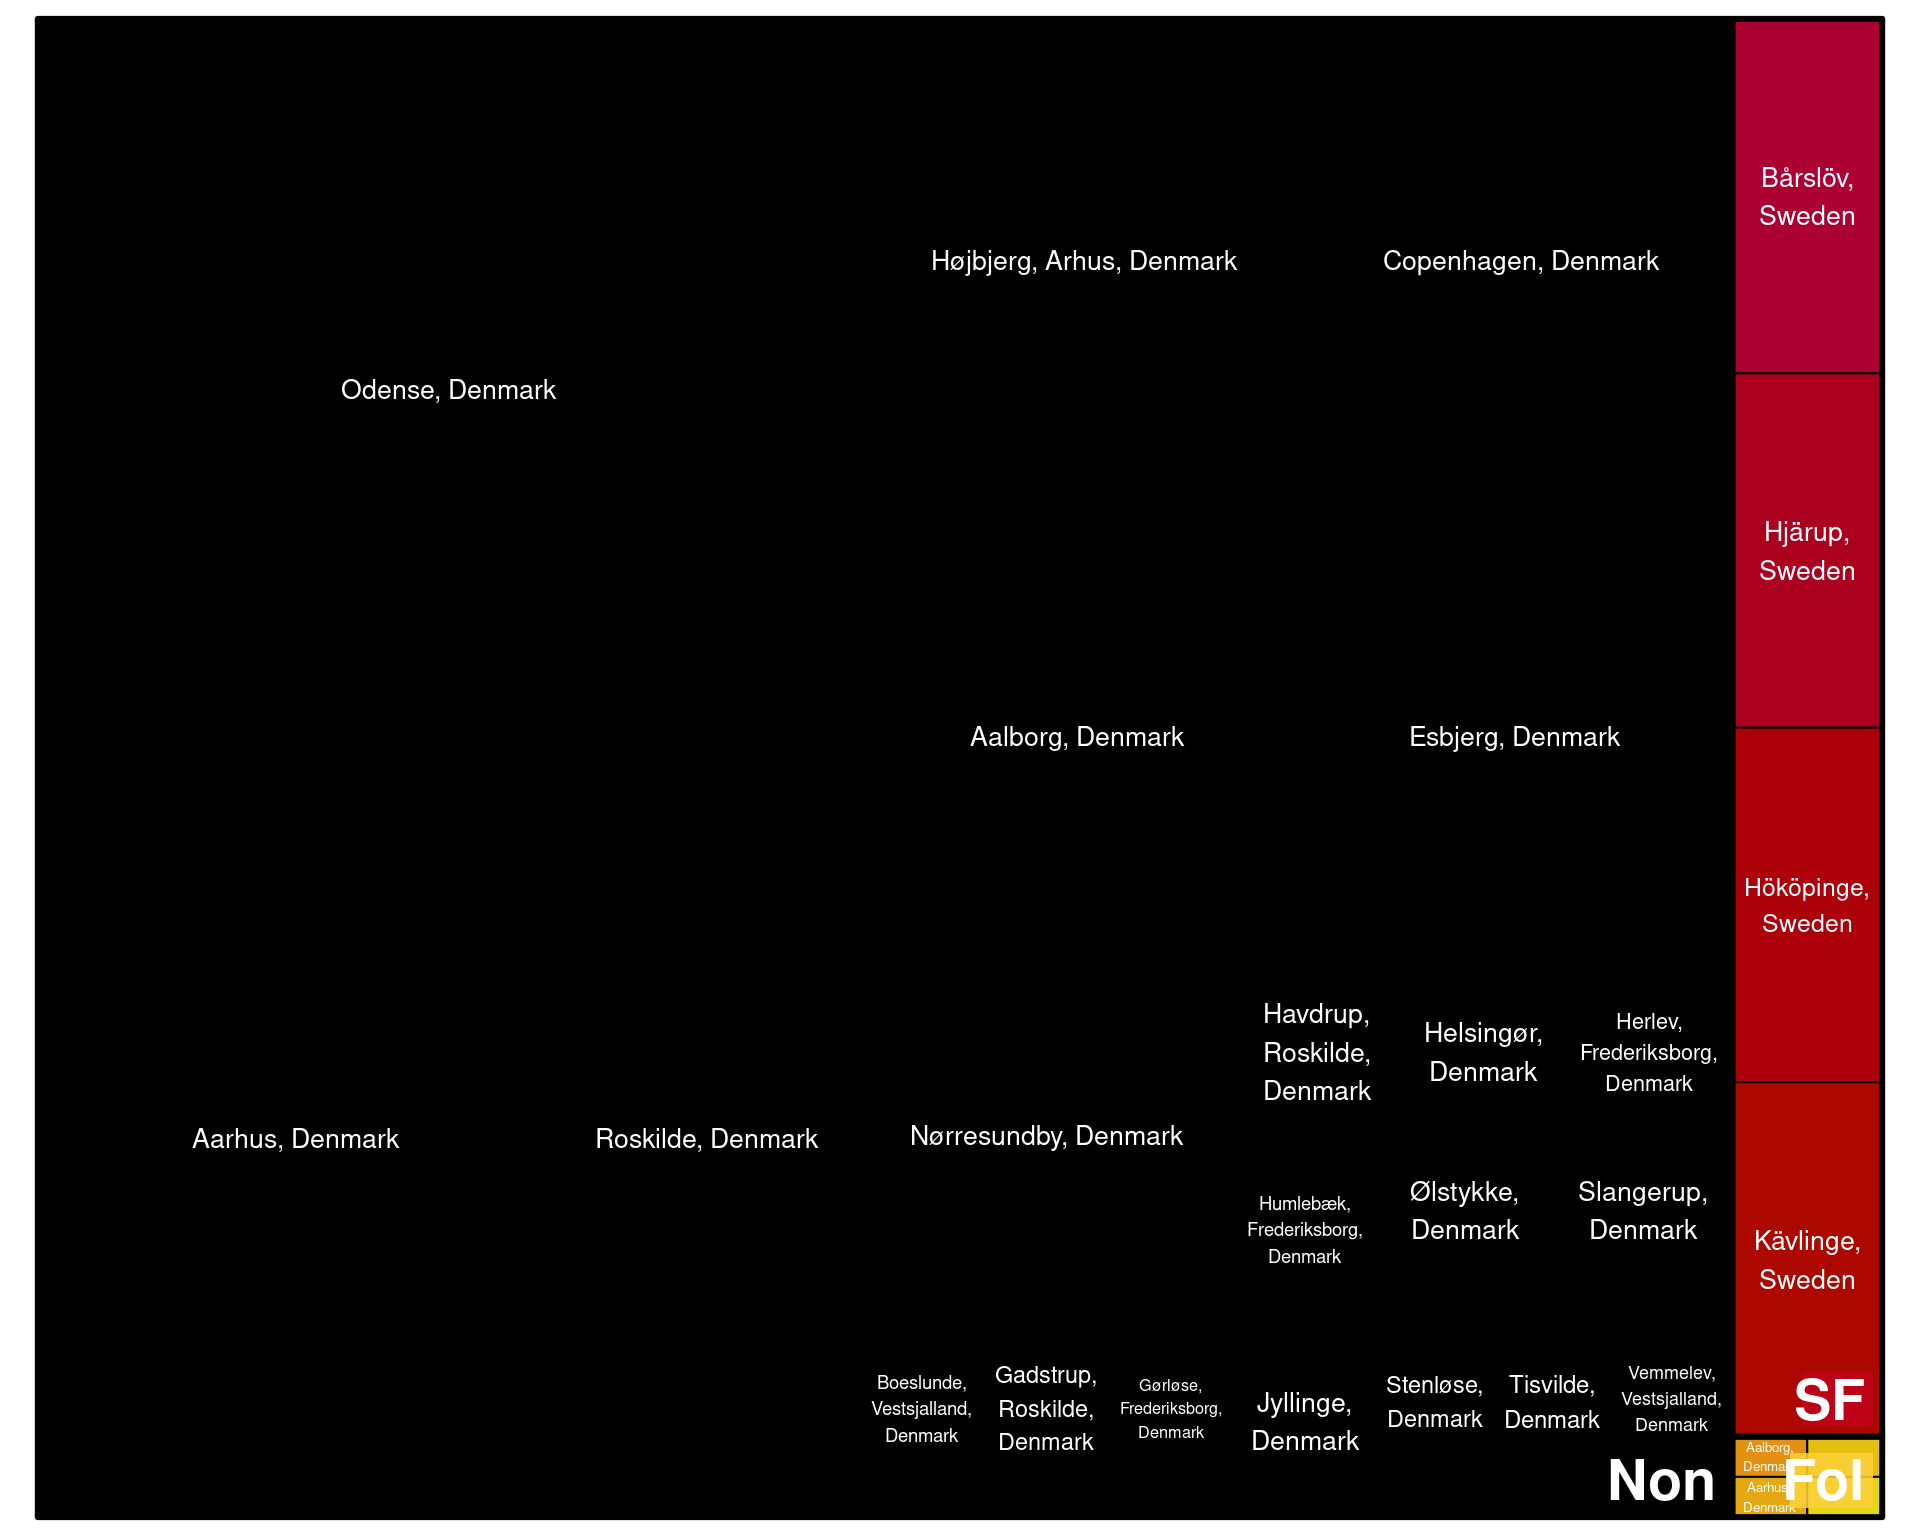 Bårslöv,
Sweden
Højbjerg, Arhus, Denmark
Copenhagen, Denmark
Odense, Denmark
Hjärup,
Sweden
Aalborg, Denmark
Esbjerg, Denmark
Hököpinge,
Sweden
Havdrup,
Roskilde,
Denmark
Helsingør,
Denmark
Herlev,
Frederiksborg,
Denmark
Aarhus, Denmark
Roskilde, Denmark
Nørresundby, Denmark
Humlebæk,
Frederiksborg,
Denmark
Ølstykke,
Denmark
Slangerup,
Denmark
Kävlinge,
Sweden
Boeslunde,
Vestsjalland,
Denmark
Gadstrup,
Roskilde,
Denmark
Gørløse,
Frederiksborg,
Denmark
Jyllinge,
Denmark
Stenløse,
Denmark
Tisvilde,
Denmark
Vemmelev,
Vestsjalland,
Denmark
SF
Non
Aalborg,
Denmark
Aarhus,
Denmark
Fol